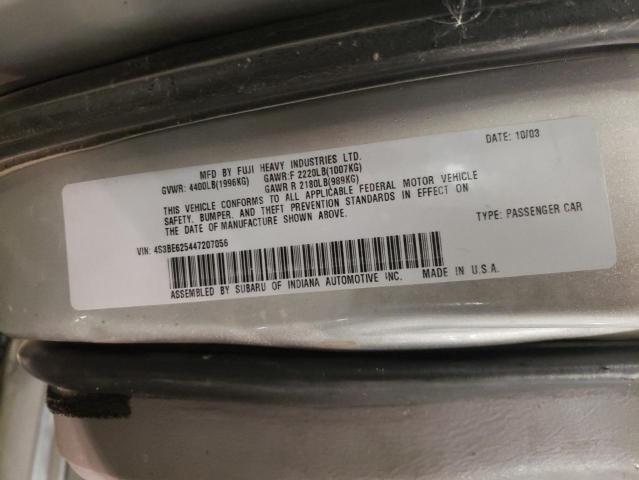 MFD BY FUJI HEAVY INDUSTRIES LTD.
DATE: 10/03
GVWR: 4400LB(1996KG) GAWR:F 2220LB(1007KG)
GAWR R 2180LB(989KG)
THIS VEHICLE CONFORMS TO ALL APPLICABLE FEDERAL MOTOR VEHICLE
SAFETY, BUMPER, AND THEFT PREVENTION STANDARDS IN EFFECT ON
THE DATE OF MANUFACTURE SHOWN ABOVE.
TYPE: PASSENGER CAR
VIN: 4S3BE625447207056
ASSEMBLED BY SUBARU OF INDIANA AUTOMOTIVE INC. MADE IN U.S.A.